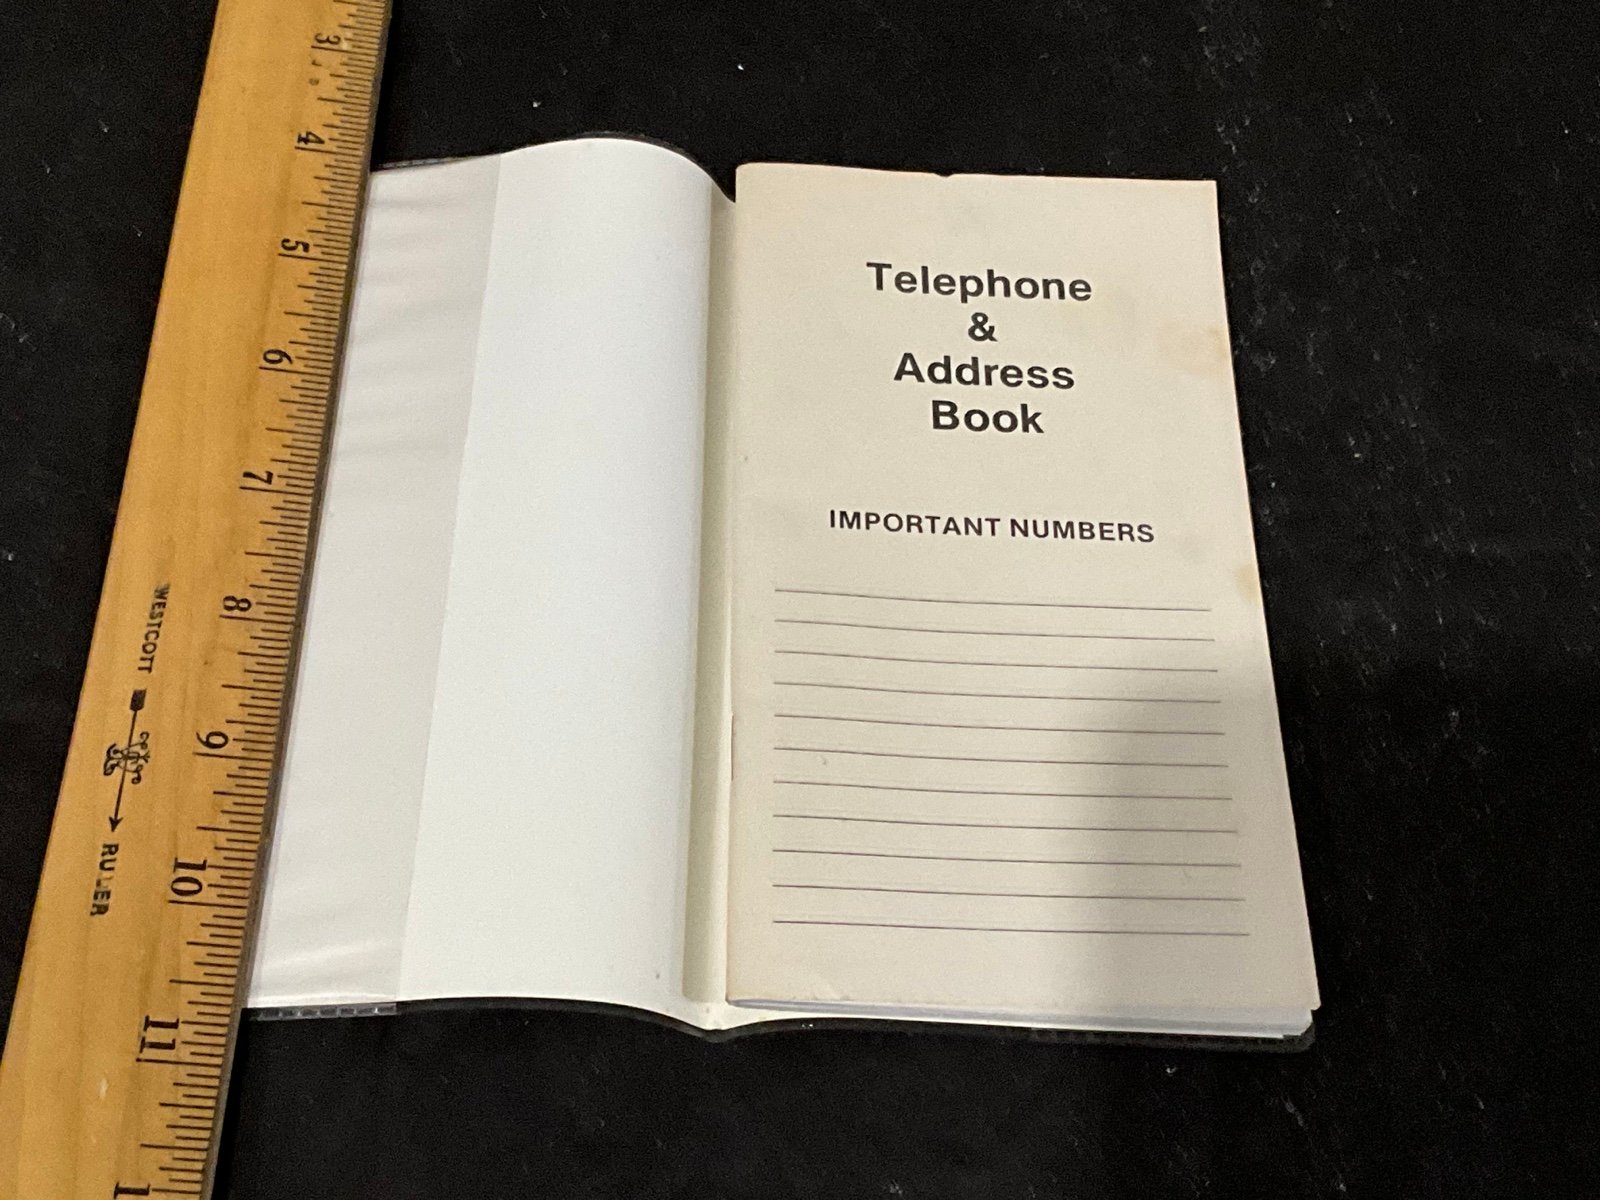 3
4
5
6
7
8
9
10
11
WESTCOTT
RULER
Telephone
&
Address
Book
IMPORTANT NUMBERS